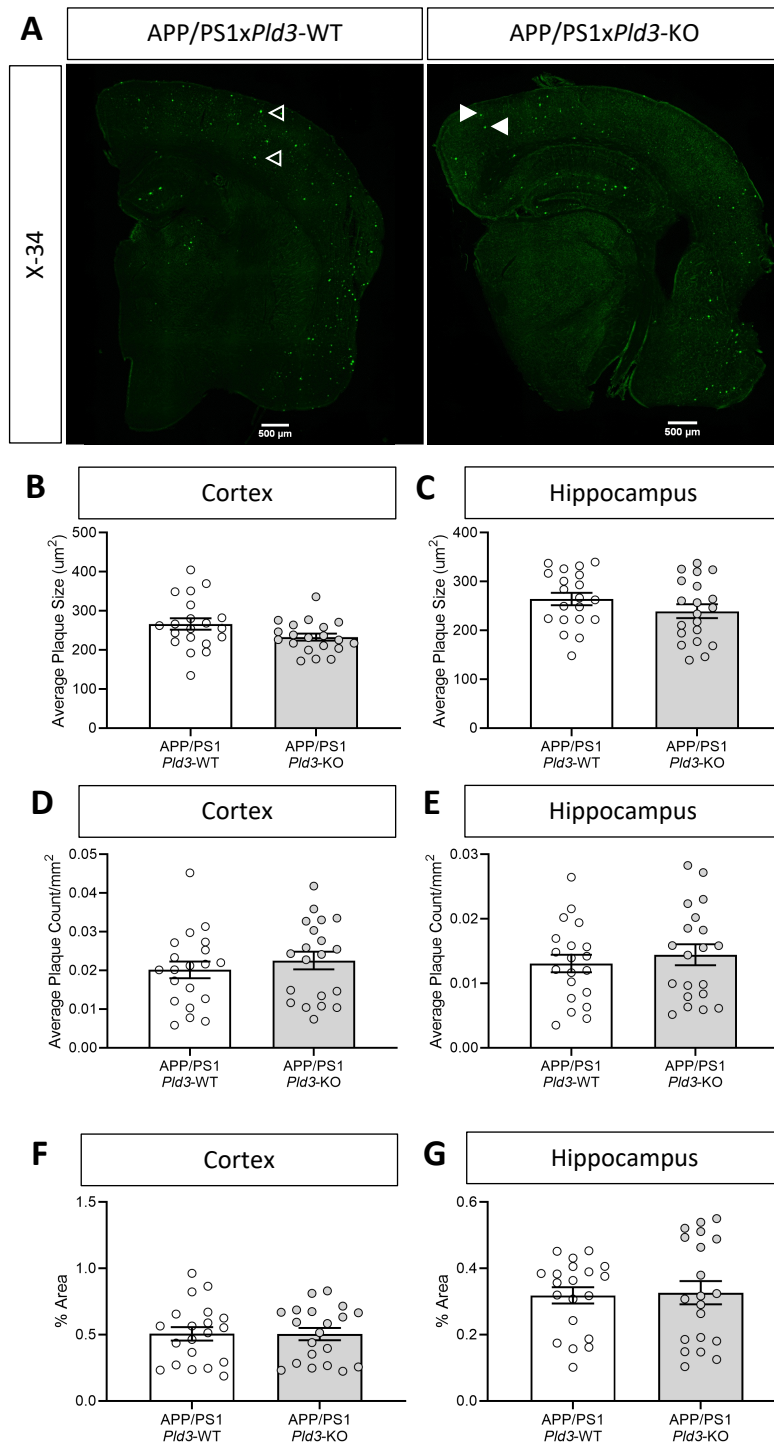 A
APP/PS1xPld3-WT
APP/PS1xPld3-KO
X-34
500 μm
500 μm
B
Cortex
C
Hippocampus
Average Plaque Size (um²)
500
400
300
200
100
0
APP/PS1
Pld3-WT
APP/PS1
Pld3-KO
Average Plaque Size (um²)
400
300
200
100
0
APP/PS1
Pld3-WT
APP/PS1
Pld3-KO
D
Cortex
E
Hippocampus
Average Plaque Count/mm²
0.05
0.04
0.03
0.02
0.01
0.00
APP/PS1
Pld3-WT
APP/PS1
Pld3-KO
Average Plaque Count/mm²
0.03
0.02
0.01
0.00
APP/PS1
Pld3-WT
APP/PS1
Pld3-KO
F
Cortex
G
Hippocampus
% Area
1.5
1.0
0.5
0.0
APP/PS1
Pld3-WT
APP/PS1
Pld3-KO
% Area
0.6
0.4
0.2
0.0
APP/PS1
Pld3-WT
APP/PS1
Pld3-KO